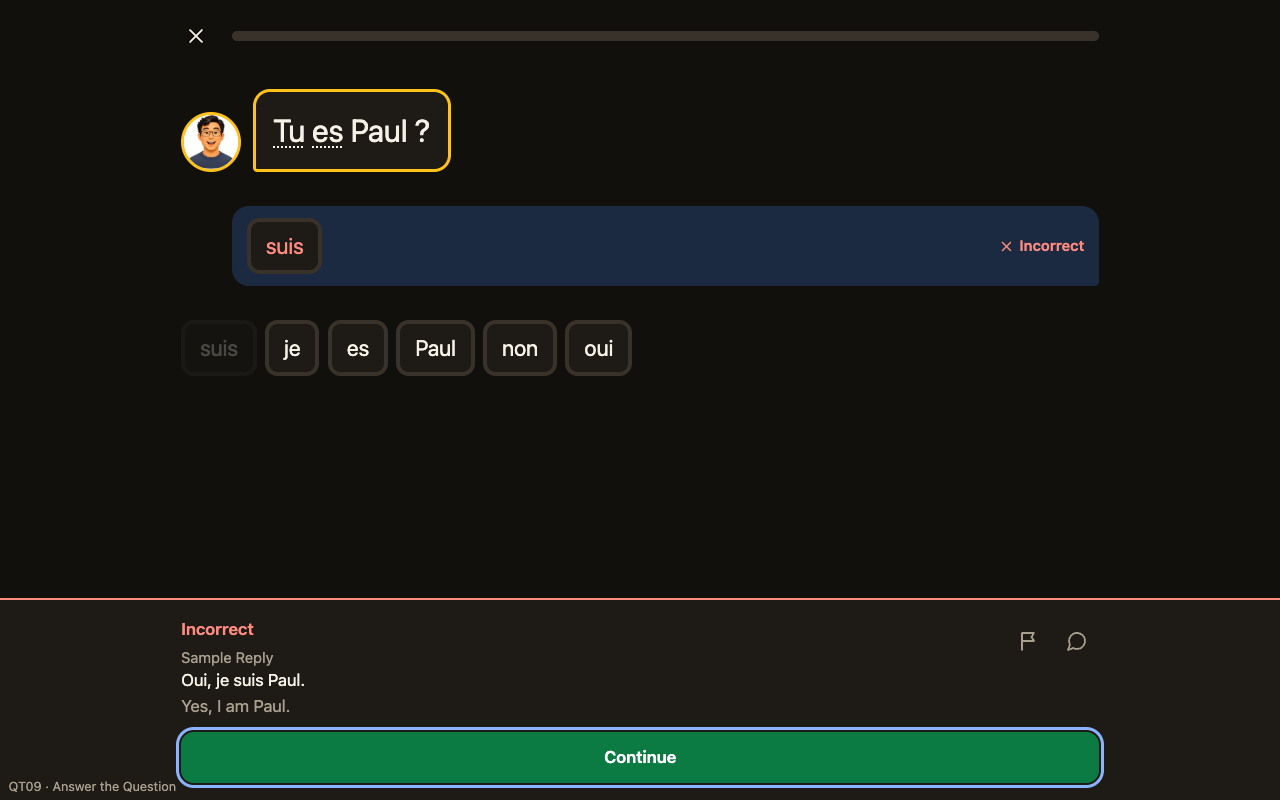 Tu es Paul ?
suis
Incorrect
suis je es Paul non oui
Incorrect
Sample Reply
Oui, je suis Paul.
Yes, I am Paul.
Continue
QT09 · Answer the Question